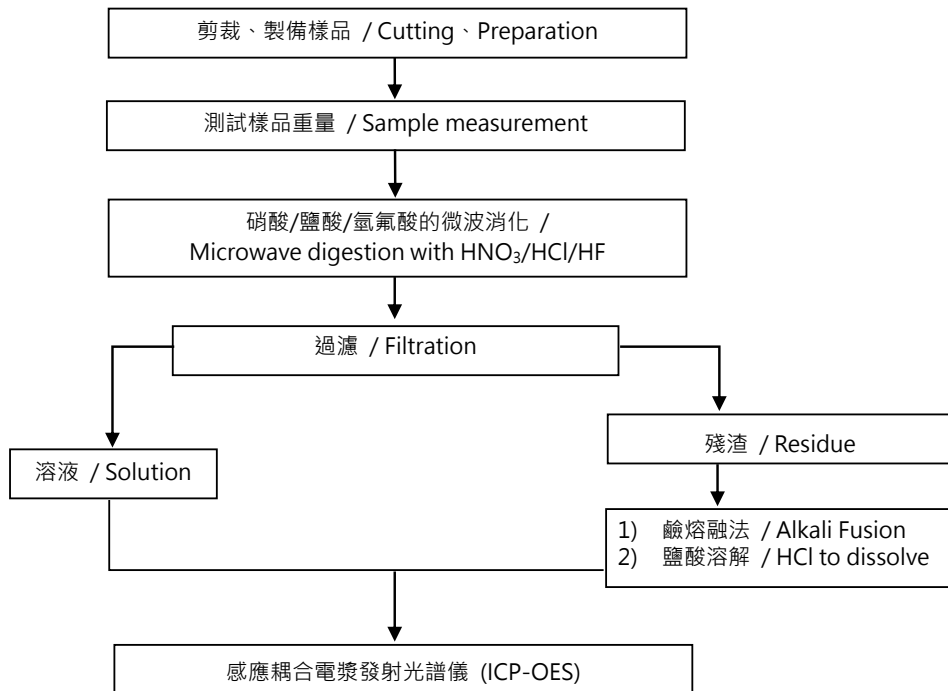 剪裁、製備樣品 / Cutting、Preparation
測試樣品重量 / Sample measurement
硝酸/鹽酸/氫氟酸的微波消化 /
Microwave digestion with HNO₃/HCl/HF
過濾 / Filtration
溶液 / Solution
殘渣 / Residue
1) 鹼熔融法 / Alkali Fusion
2) 鹽酸溶解 / HCl to dissolve
感應耦合電漿發射光譜儀 (ICP-OES)